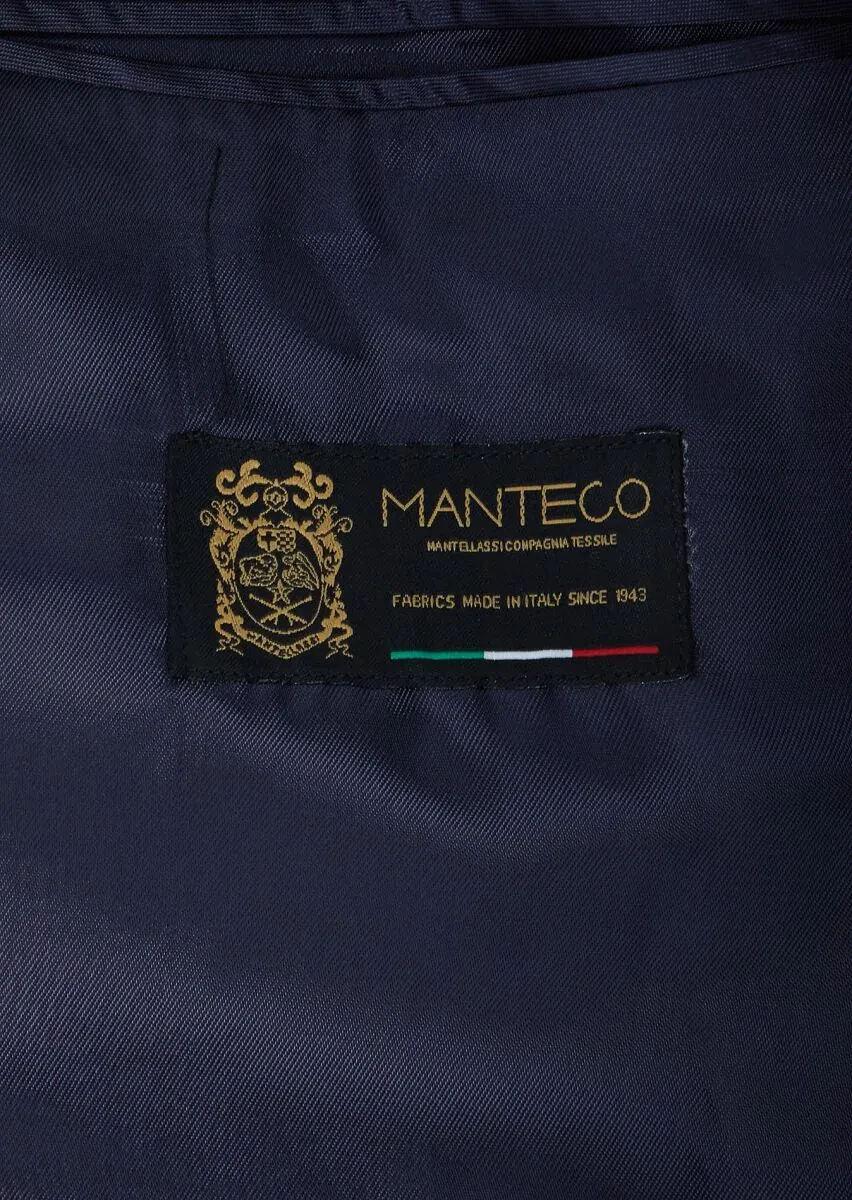 MANTECO
MANTELLASSI COMPAGNIA TESSILE
FABRICS MADE IN ITALY SINCE 1943